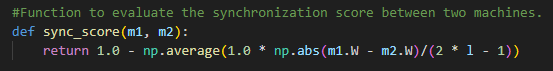 #Function to evaluate the synchronization score between two machines.
def sync_score(m1, m2):
    return 1.0 - np.average(1.0 * np.abs(m1.W - m2.W)/(2 * l - 1))